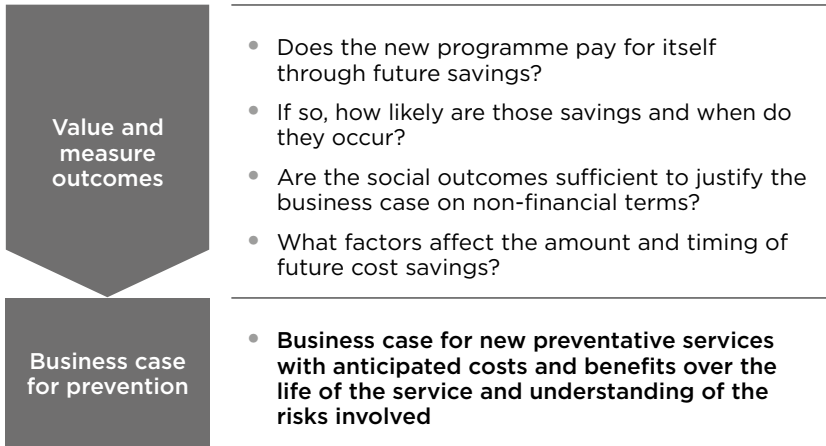 Value and
measure
outcomes
• Does the new programme pay for itself
through future savings?
• If so, how likely are those savings and when do
they occur?
• Are the social outcomes sufficient to justify the
business case on non-financial terms?
• What factors affect the amount and timing of
future cost savings?
Business case
for prevention
• Business case for new preventative services
with anticipated costs and benefits over the
life of the service and understanding of the
risks involved